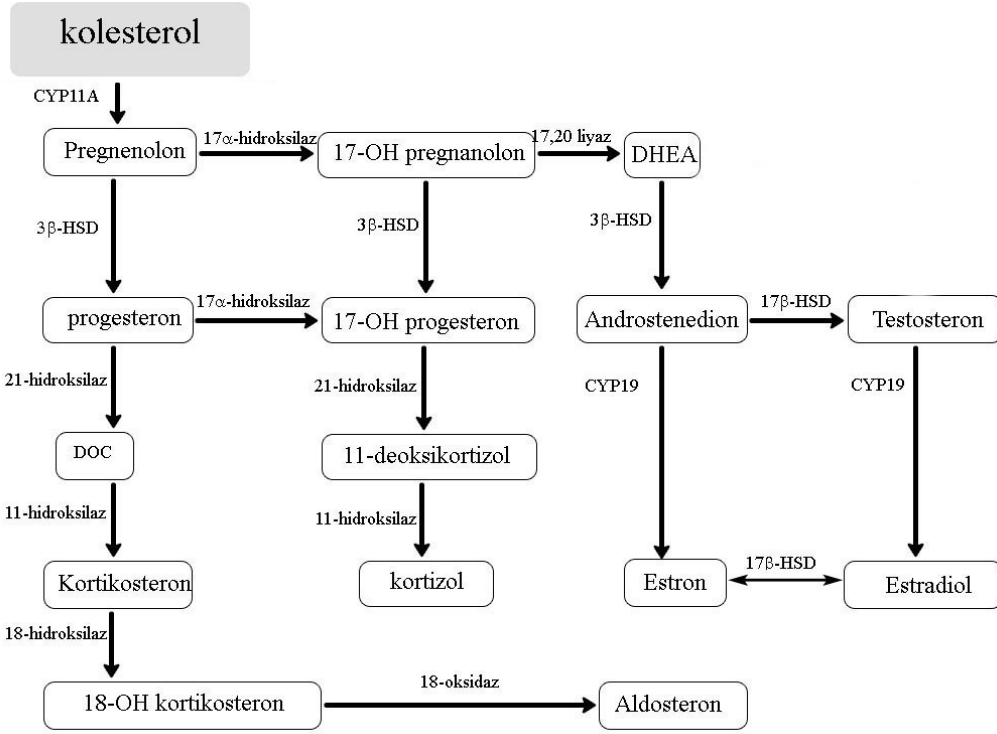 kolesterol
CYP11A
Pregnenolon
17α-hidroksilaz
17-OH pregnanolon
17,20 liyaz
DHEA
3β-HSD
3β-HSD
3β-HSD
progesteron
17α-hidroksilaz
17-OH progesteron
Androstenedion
17β-HSD
Testosteron
21-hidroksilaz
21-hidroksilaz
CYP19
CYP19
DOC
11-deoksikortizol
11-hidroksilaz
11-hidroksilaz
Kortikosteron
kortizol
Estron
17β-HSD
Estradiol
18-hidroksilaz
18-OH kortikosteron
18-oksidaz
Aldosteron